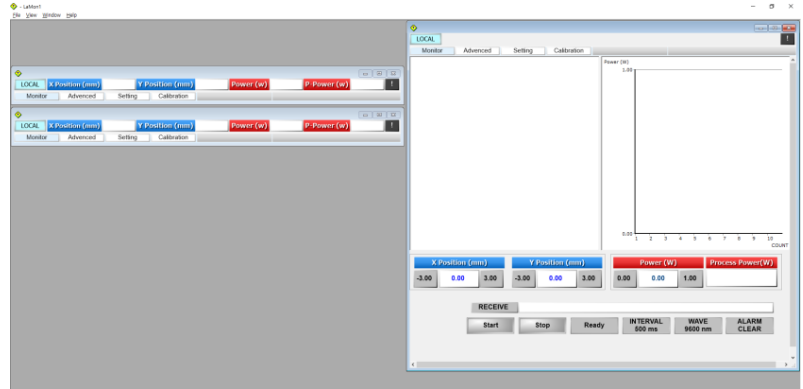 - LaMon1
File View Window Help
LOCAL X Position (mm) Y Position (mm) Power (w) P-Power (w) !
Monitor Advanced Setting Calibration
LOCAL X Position (mm) Y Position (mm) Power (w) P-Power (w) !
Monitor Advanced Setting Calibration
LOCAL !
Monitor Advanced Setting Calibration
Power (W)
1.00
0.00
1 2 3 4 5 6 7 8 9 10
COUNT
X Position (mm) Y Position (mm) Power (W) Process Power(W)
-3.00 0.00 3.00 -3.00 0.00 3.00 0.00 0.00 1.00
RECEIVE
Start Stop Ready INTERVAL 500 ms WAVE 9600 nm ALARM CLEAR